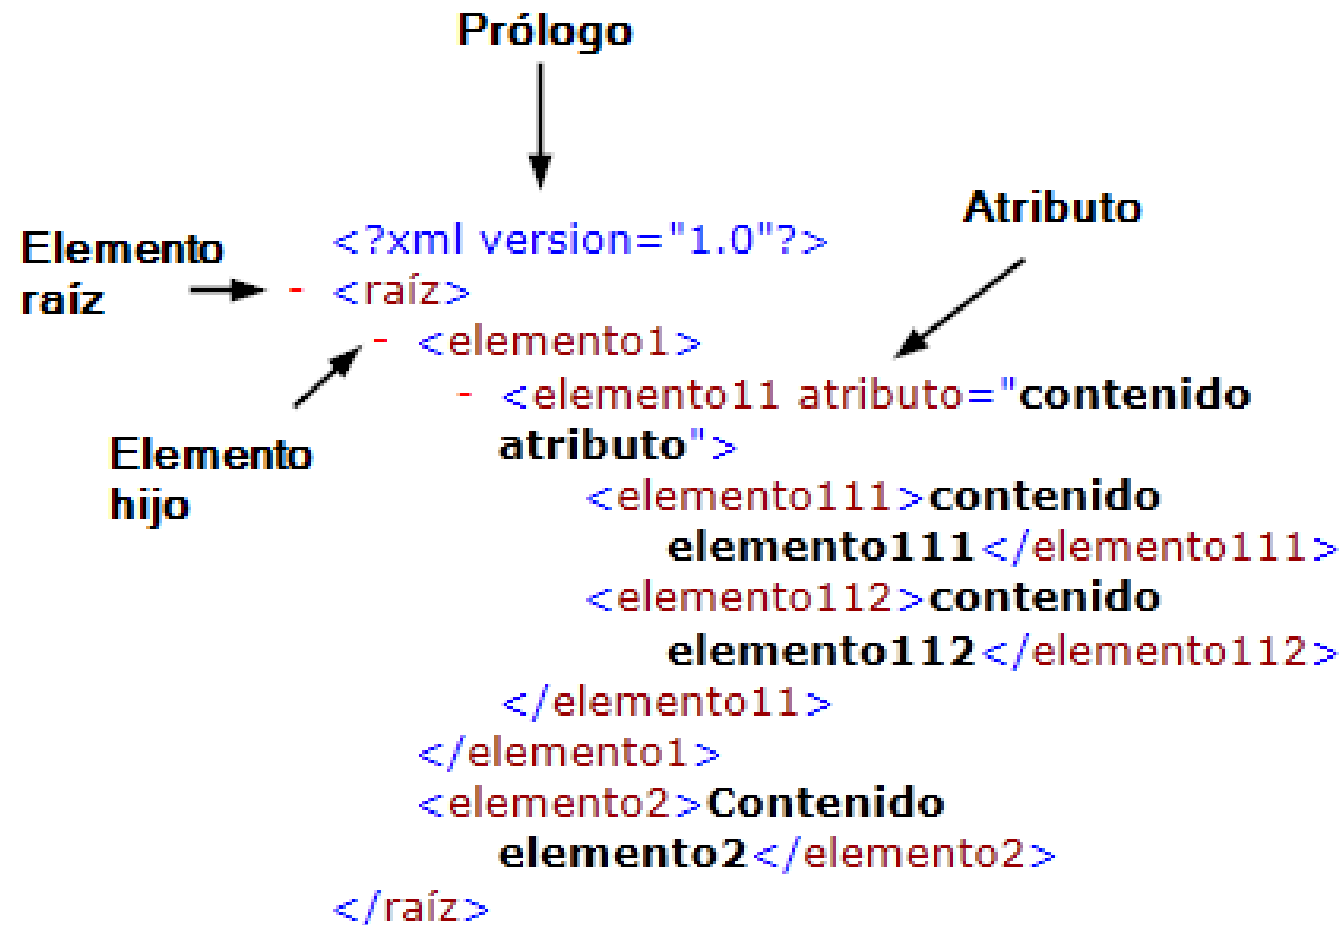 Prólogo
Atributo
Elemento
raíz
Elemento
hijo
<?xml version="1.0"?>
- <raíz>
- <elemento1>
- <elemento11 atributo="contenido
atributo">
<elemento111>contenido
elemento111</elemento111>
<elemento112>contenido
elemento112</elemento112>
</elemento11>
</elemento1>
<elemento2>Contenido
elemento2</elemento2>
</raíz>